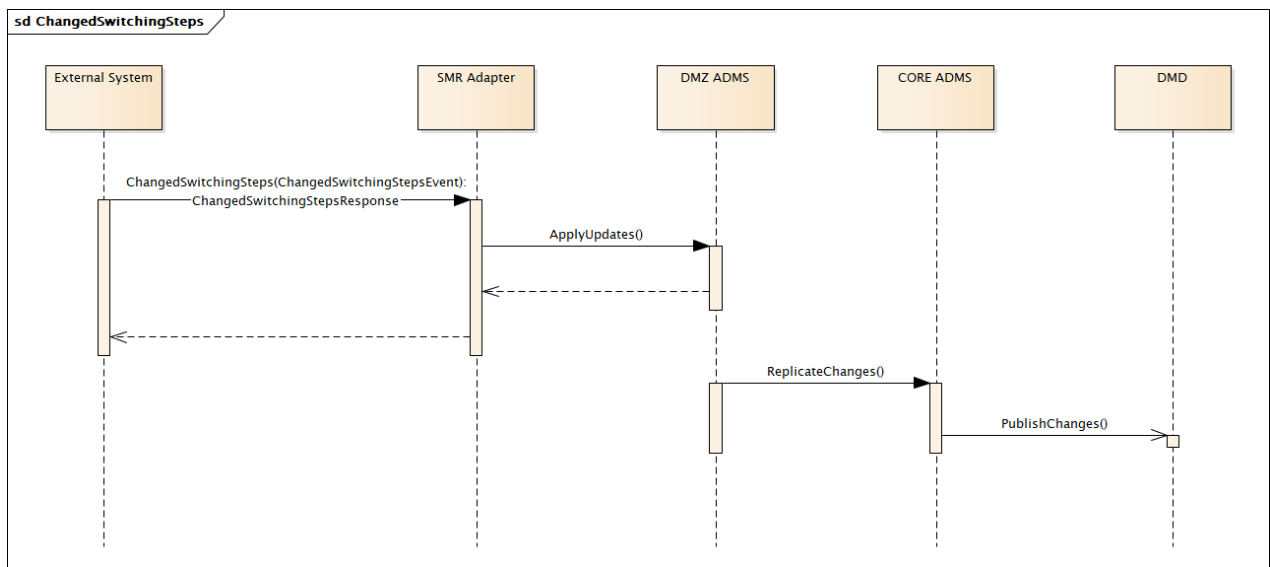 sd ChangedSwitchingSteps
External System
SMR Adapter
DMZ ADMS
CORE ADMS
DMD
ChangedSwitchingSteps(ChangedSwitchingStepsEvent):
ChangedSwitchingStepsResponse
ApplyUpdates()
ReplicateChanges()
PublishChanges()